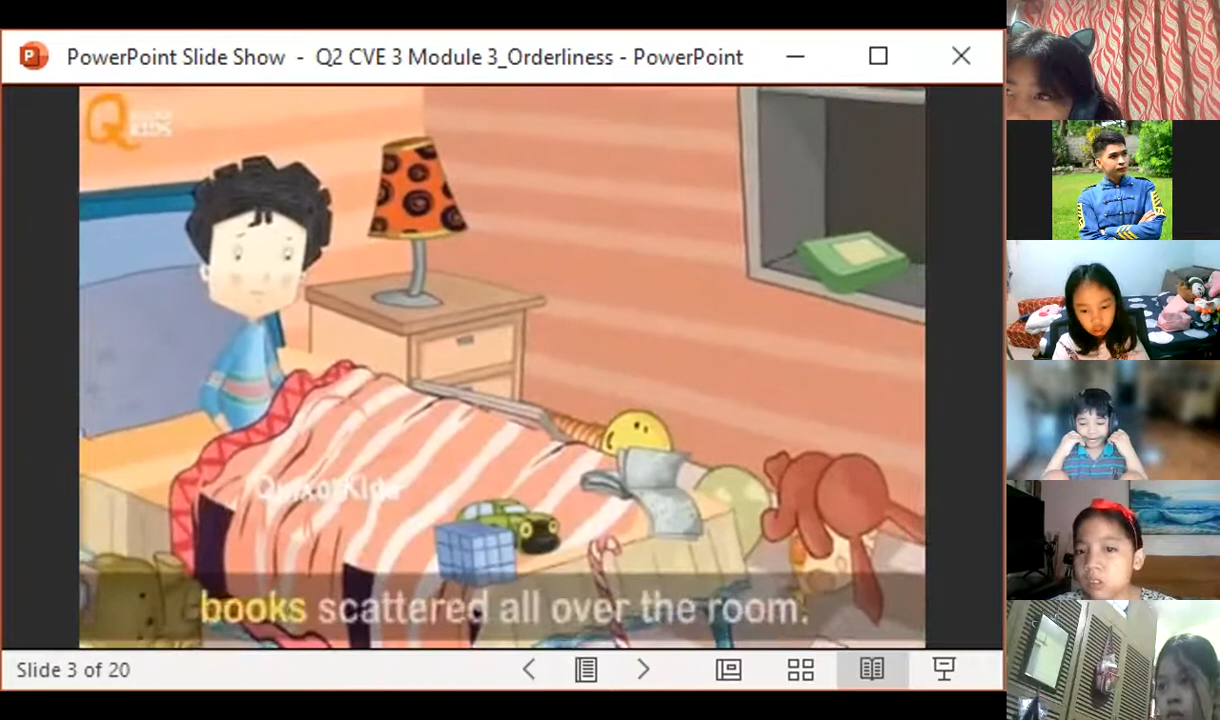 PowerPoint Slide Show - Q2 CVE 3 Module 3_Orderliness - PowerPoint
KIDS
books scattered all over the room.
Slide 3 of 20